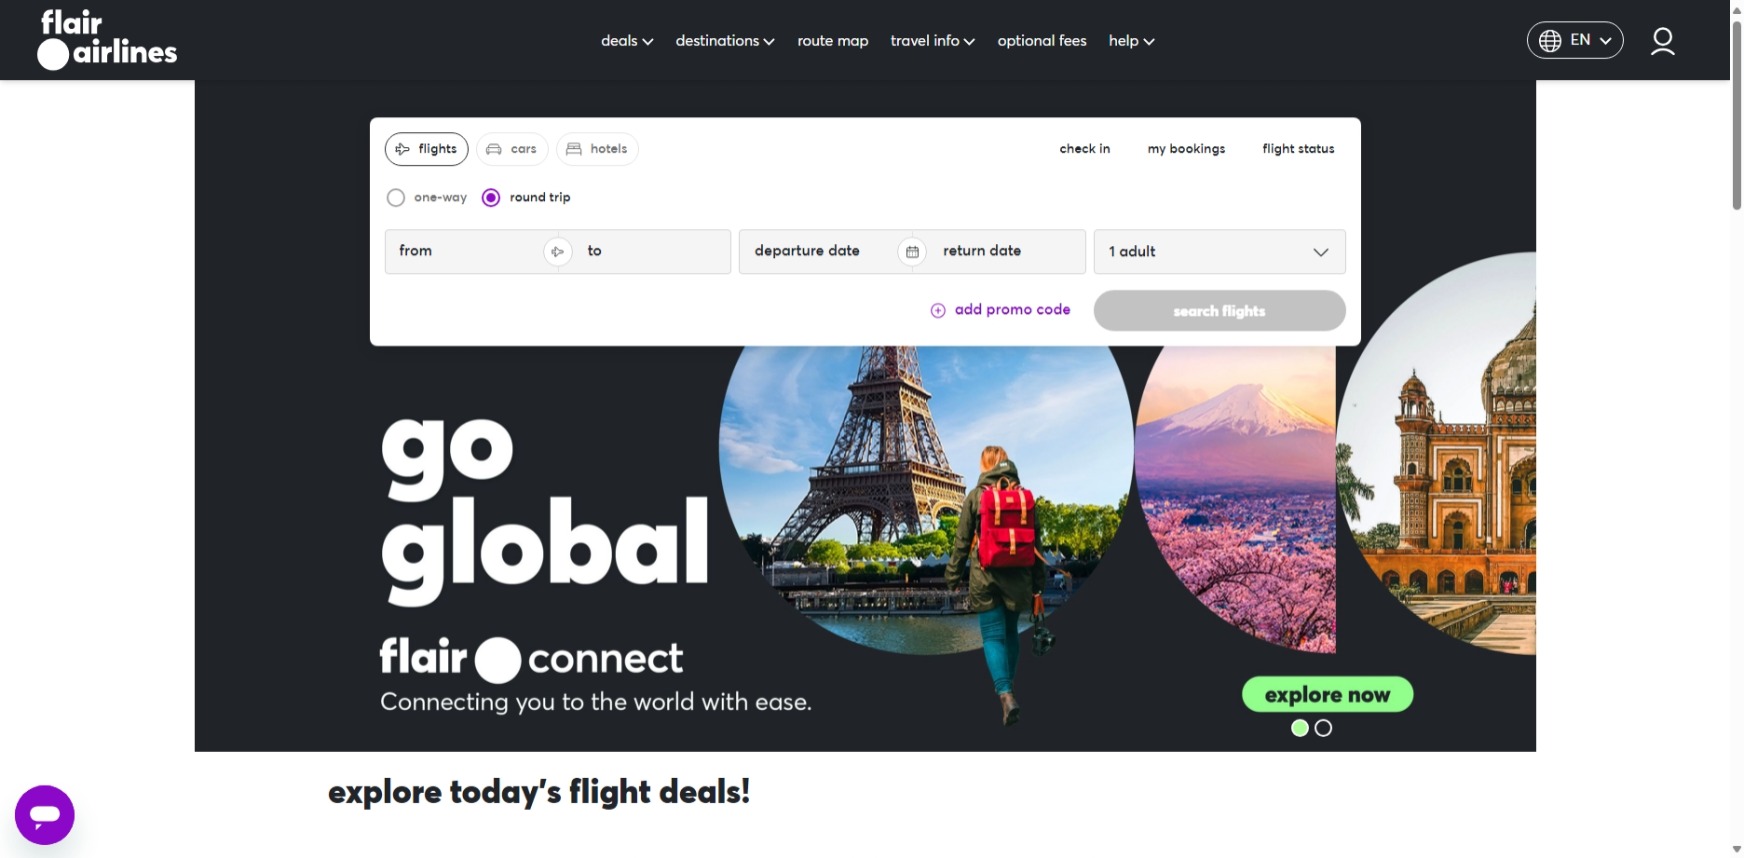 flair
airlines
deals
destinations
route map
travel info
optional fees
help
EN
flights
cars
hotels
check in
my bookings
flight status
one-way
round trip
from
to
departure date
return date
1 adult
add promo code
search flights
go
global
flair connect
Connecting you to the world with ease.
explore now
explore today's flight deals!